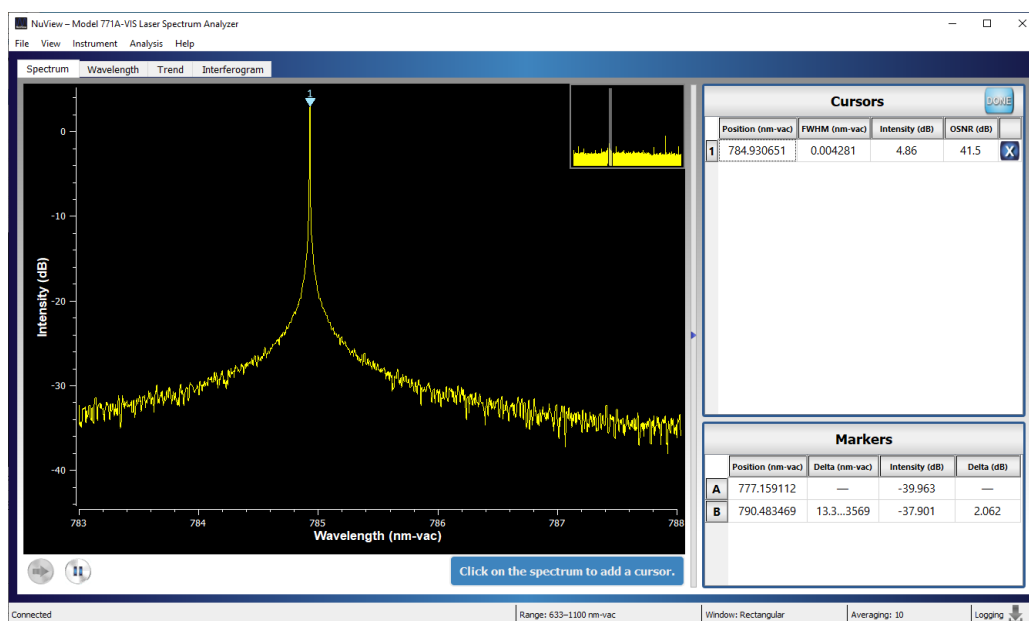 NuView – Model 771A-VIS Laser Spectrum Analyzer
File View Instrument Analysis Help
Spectrum Wavelength Trend Interferogram
1
0
-10
-20
-30
-40
Intensity (dB)
783 784 785 786 787 788
Wavelength (nm-vac)
Click on the spectrum to add a cursor.
Cursors
DONE
Position (nm-vac) FWHM (nm-vac) Intensity (dB) OSNR (dB)
1 784.930651 0.004281 4.86 41.5 X
Markers
Position (nm-vac) Delta (nm-vac) Intensity (dB) Delta (dB)
A 777.159112 — -39.963 —
B 790.483469 13.3...3569 -37.901 2.062
Connected Range: 633–1100 nm-vac Window: Rectangular Averaging: 10 Logging